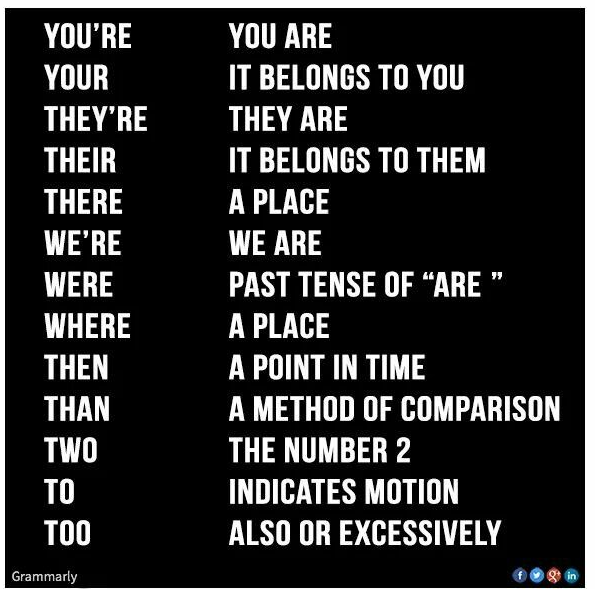 YOU'RE YOU ARE
YOUR IT BELONGS TO YOU
THEY'RE THEY ARE
THEIR IT BELONGS TO THEM
THERE A PLACE
WE'RE WE ARE
WERE PAST TENSE OF “ARE ”
WHERE A PLACE
THEN A POINT IN TIME
THAN A METHOD OF COMPARISON
TWO THE NUMBER 2
TO INDICATES MOTION
TOO ALSO OR EXCESSIVELY
Grammarly f g+ in